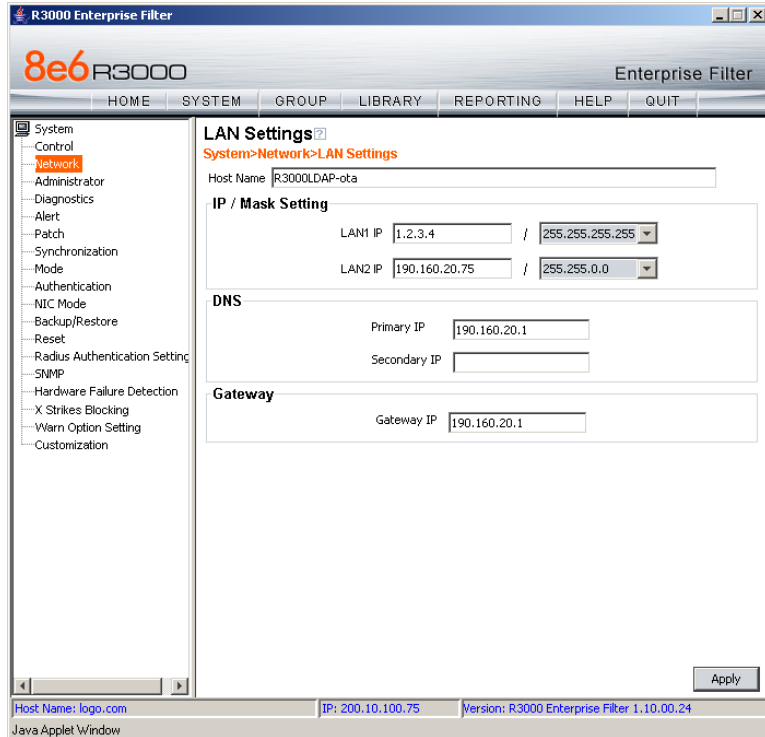 R3000 Enterprise Filter
8e6 R3000
Enterprise Filter
HOME SYSTEM GROUP LIBRARY REPORTING HELP QUIT
System
Control
Network
Administrator
Diagnostics
Alert
Patch
Synchronization
Mode
Authentication
NIC Mode
Backup/Restore
Reset
Radius Authentication Setting
SNMP
Hardware Failure Detection
X Strikes Blocking
Warn Option Setting
Customization
LAN Settings ?
System>Network>LAN Settings
Host Name R3000LDAP-ota
IP / Mask Setting
LAN1 IP 1.2.3.4 / 255.255.255.255
LAN2 IP 190.160.20.75 / 255.255.0.0
DNS
Primary IP 190.160.20.1
Secondary IP
Gateway
Gateway IP 190.160.20.1
Apply
Host Name: logo.com IP: 200.10.100.75 Version: R3000 Enterprise Filter 1.10.00.24
Java Applet Window